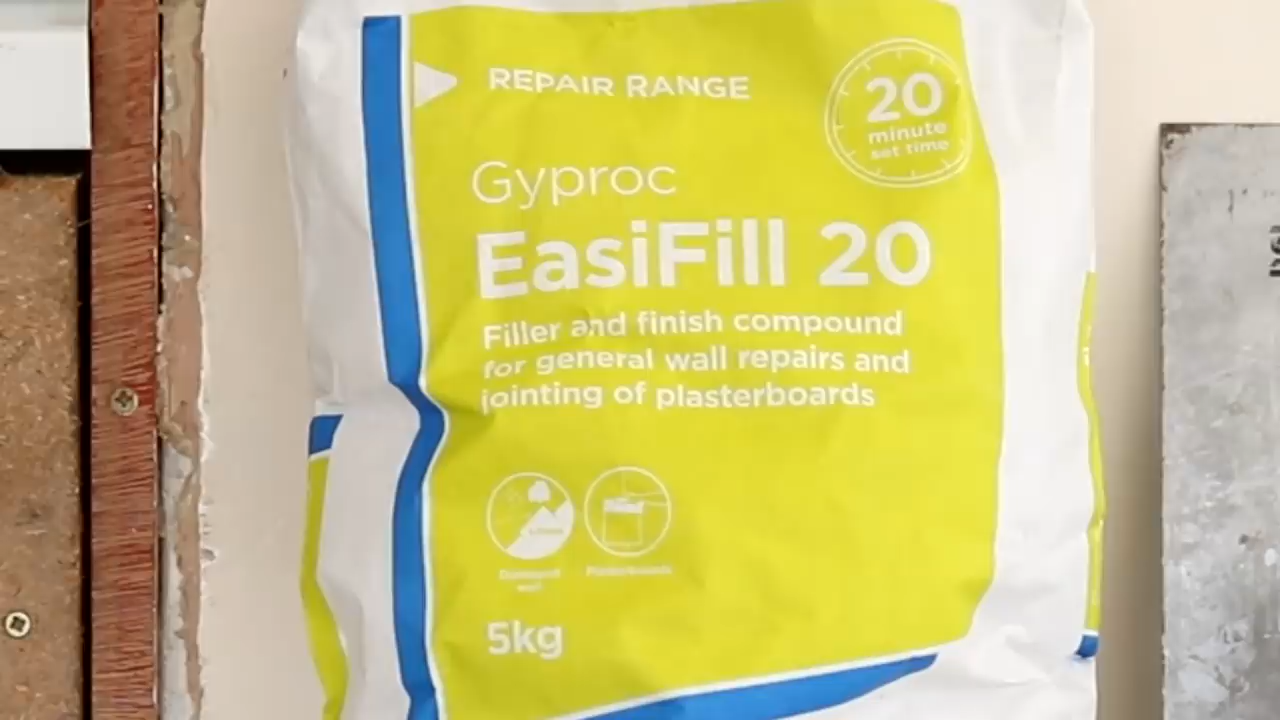 REPAIR RANGE
20
minute
set time
Gyproc
EasiFill 20
Filler and finish compound
for general wall repairs and
jointing of plasterboards
Plasterboards
5kg